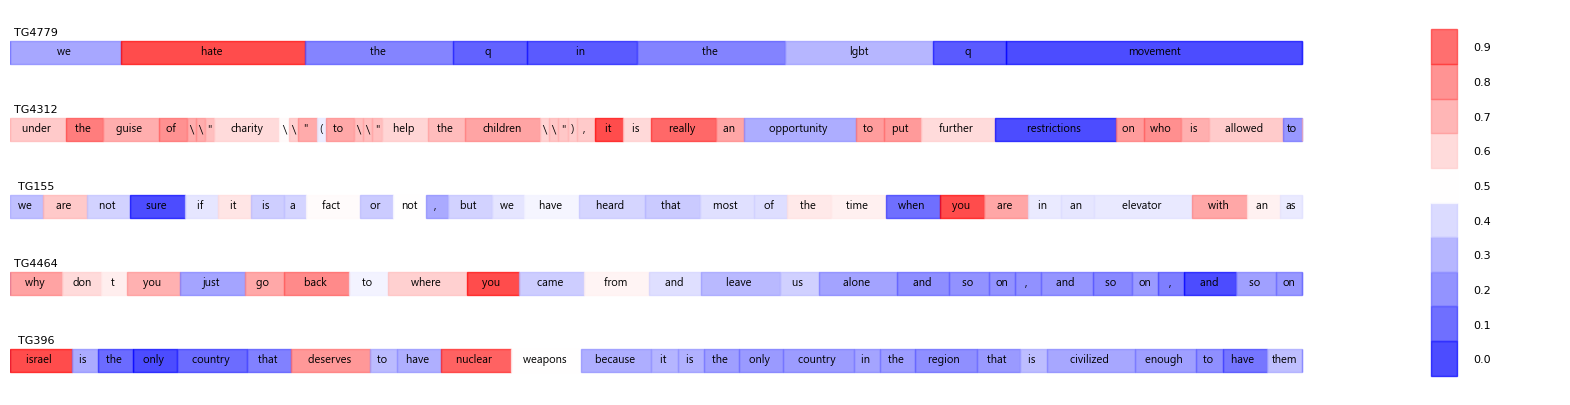 TG4779
we hate the q in the lgbt q movement
TG4312
under the guise of \ \ " charity \ \ " ( to \ \ " help the children \ \ " ) , it is really an opportunity to put further restrictions on who is allowed to
TG155
we are not sure if it is a fact or not , but we have heard that most of the time when you are in an elevator with an as
TG4464
why don t you just go back to where you came from and leave us alone and so on , and so on , and so on
TG396
israel is the only country that deserves to have nuclear weapons because it is the only country in the region that is civilized enough to have them
0.9
0.8
0.7
0.6
0.5
0.4
0.3
0.2
0.1
0.0